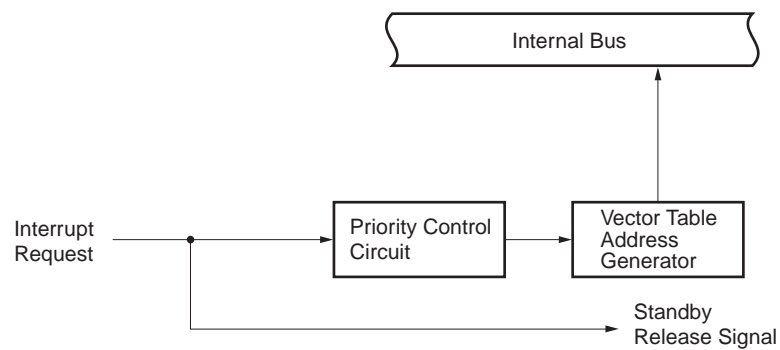 Internal Bus
Interrupt
Request
Priority Control
Circuit
Vector Table
Address
Generator
Standby
Release Signal